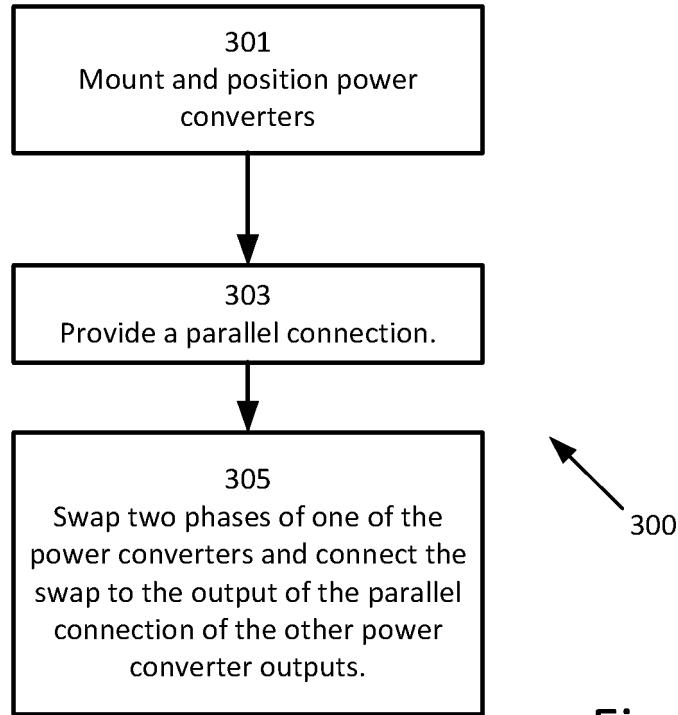 301
Mount and position power
converters
303
Provide a parallel connection.
305
Swap two phases of one of the
power converters and connect the
swap to the output of the parallel
connection of the other power
converter outputs.
300